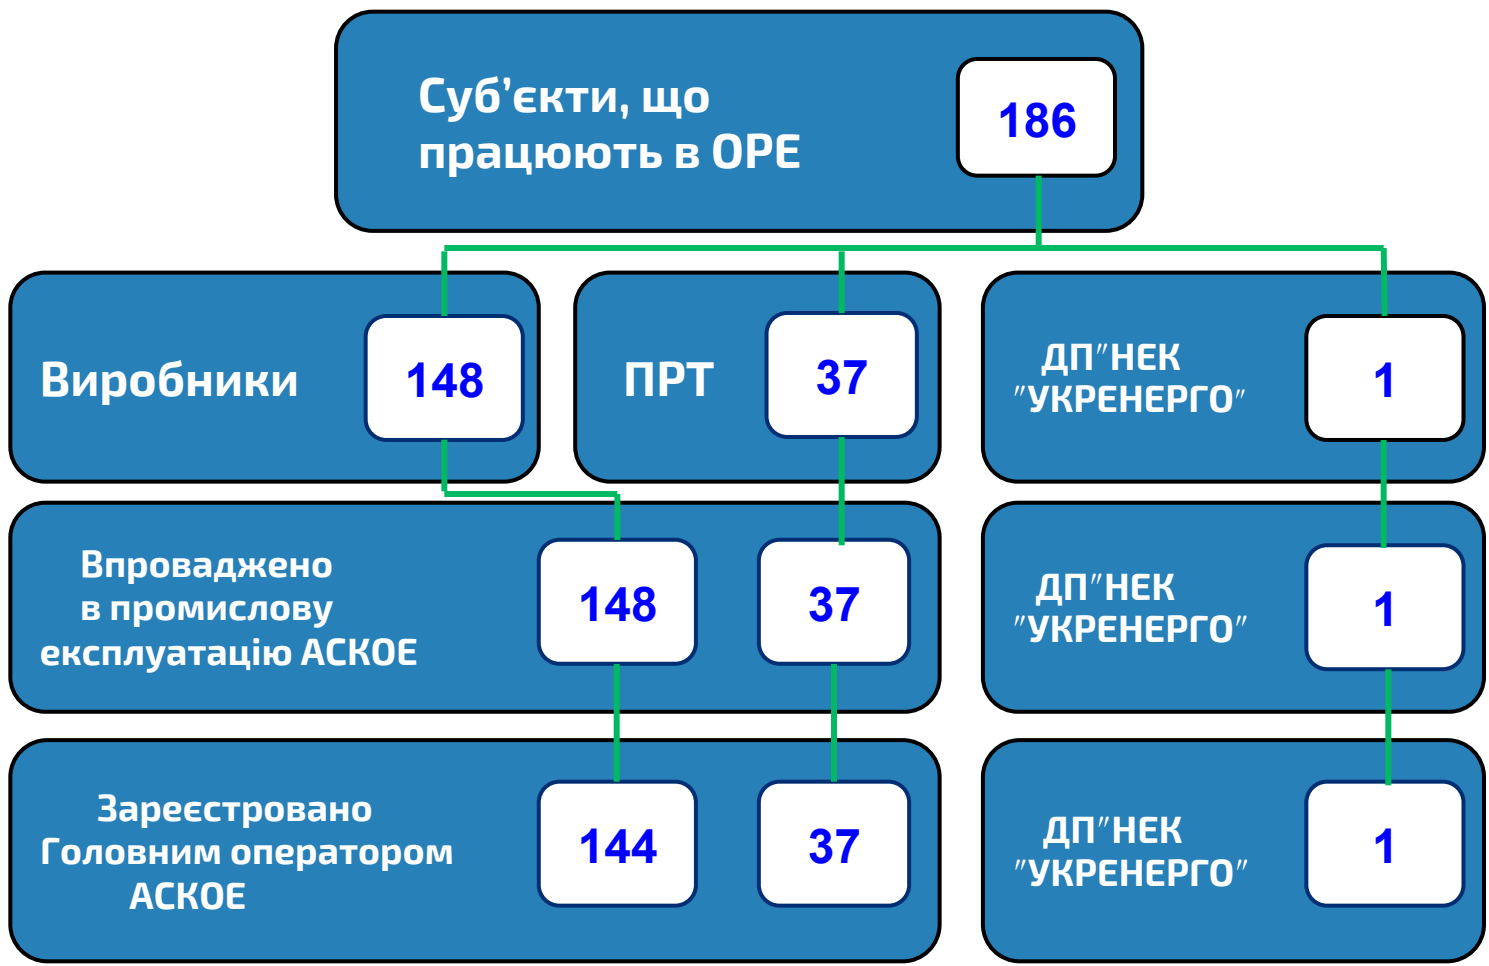 Суб’єкти, що
працюють в ОРЕ
186
Виробники
148
ПРТ
37
ДП″НЕК
″УКРЕНЕРГО″
1
Впроваджено
в промислову
експлуатацію АСКОЕ
148
37
ДП″НЕК
″УКРЕНЕРГО″
1
Зареєстровано
Головним оператором
АСКОЕ
144
37
ДП″НЕК
″УКРЕНЕРГО″
1